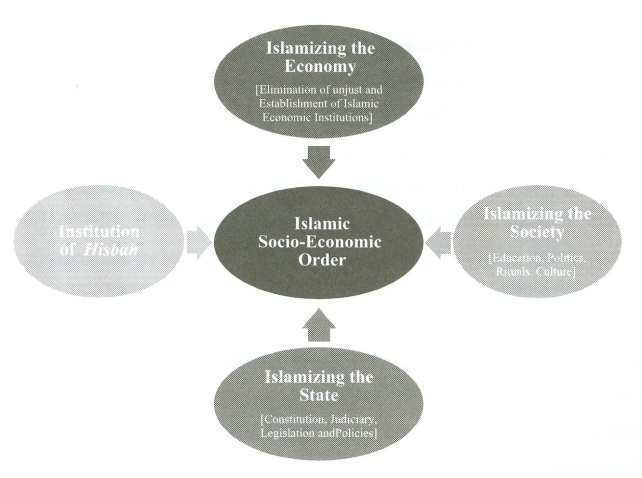 Islamizing the
Economy
[Elimination of unjust and
Establishment of Islamic
Economic Institutions]
Institution
of Hisbah
Islamic
Socio-Economic
Order
Islamizing the
Society
[Education, Politics,
Rituals, Culture]
Islamizing the
State
[Constitution, Judiciary,
Legislation andPolicies]